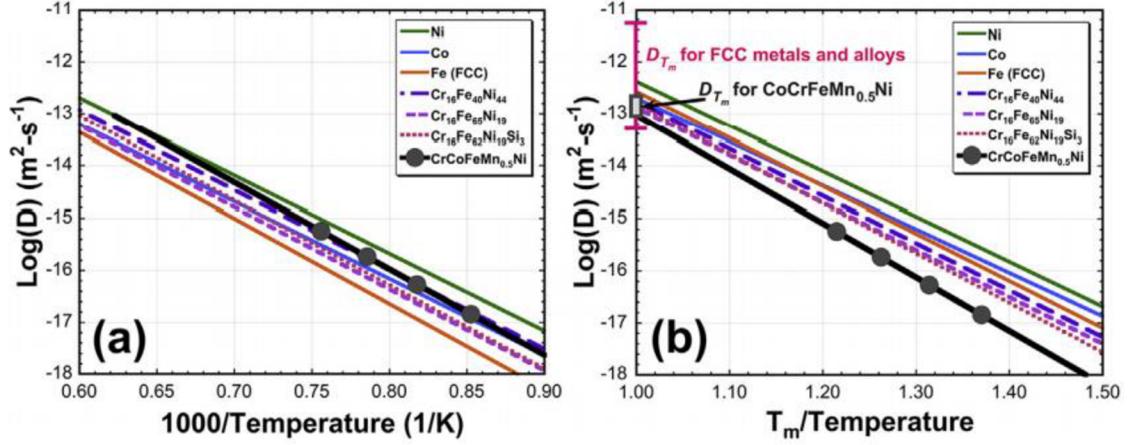 -11
-12
-13
-14
-15
-16
-17
-18
Log(D) (m²-s⁻¹)
Ni
Co
Fe (FCC)
Cr₁₆Fe₄₀Ni₄₄
Cr₁₆Fe₆₅Ni₁₉
Cr₁₆Fe₆₂Ni₁₉Si₃
CrCoFeMn₀.₅Ni
(a)
0.60 0.65 0.70 0.75 0.80 0.85 0.90
1000/Temperature (1/K)
-11
-12
-13
-14
-15
-16
-17
-18
Log(D) (m²-s⁻¹)
D_Tm for FCC metals and alloys
D_Tm for CoCrFeMn₀.₅Ni
Ni
Co
Fe (FCC)
Cr₁₆Fe₄₀Ni₄₄
Cr₁₆Fe₆₅Ni₁₉
Cr₁₆Fe₆₂Ni₁₉Si₃
CrCoFeMn₀.₅Ni
(b)
1.00 1.10 1.20 1.30 1.40 1.50
Tₘ/Temperature